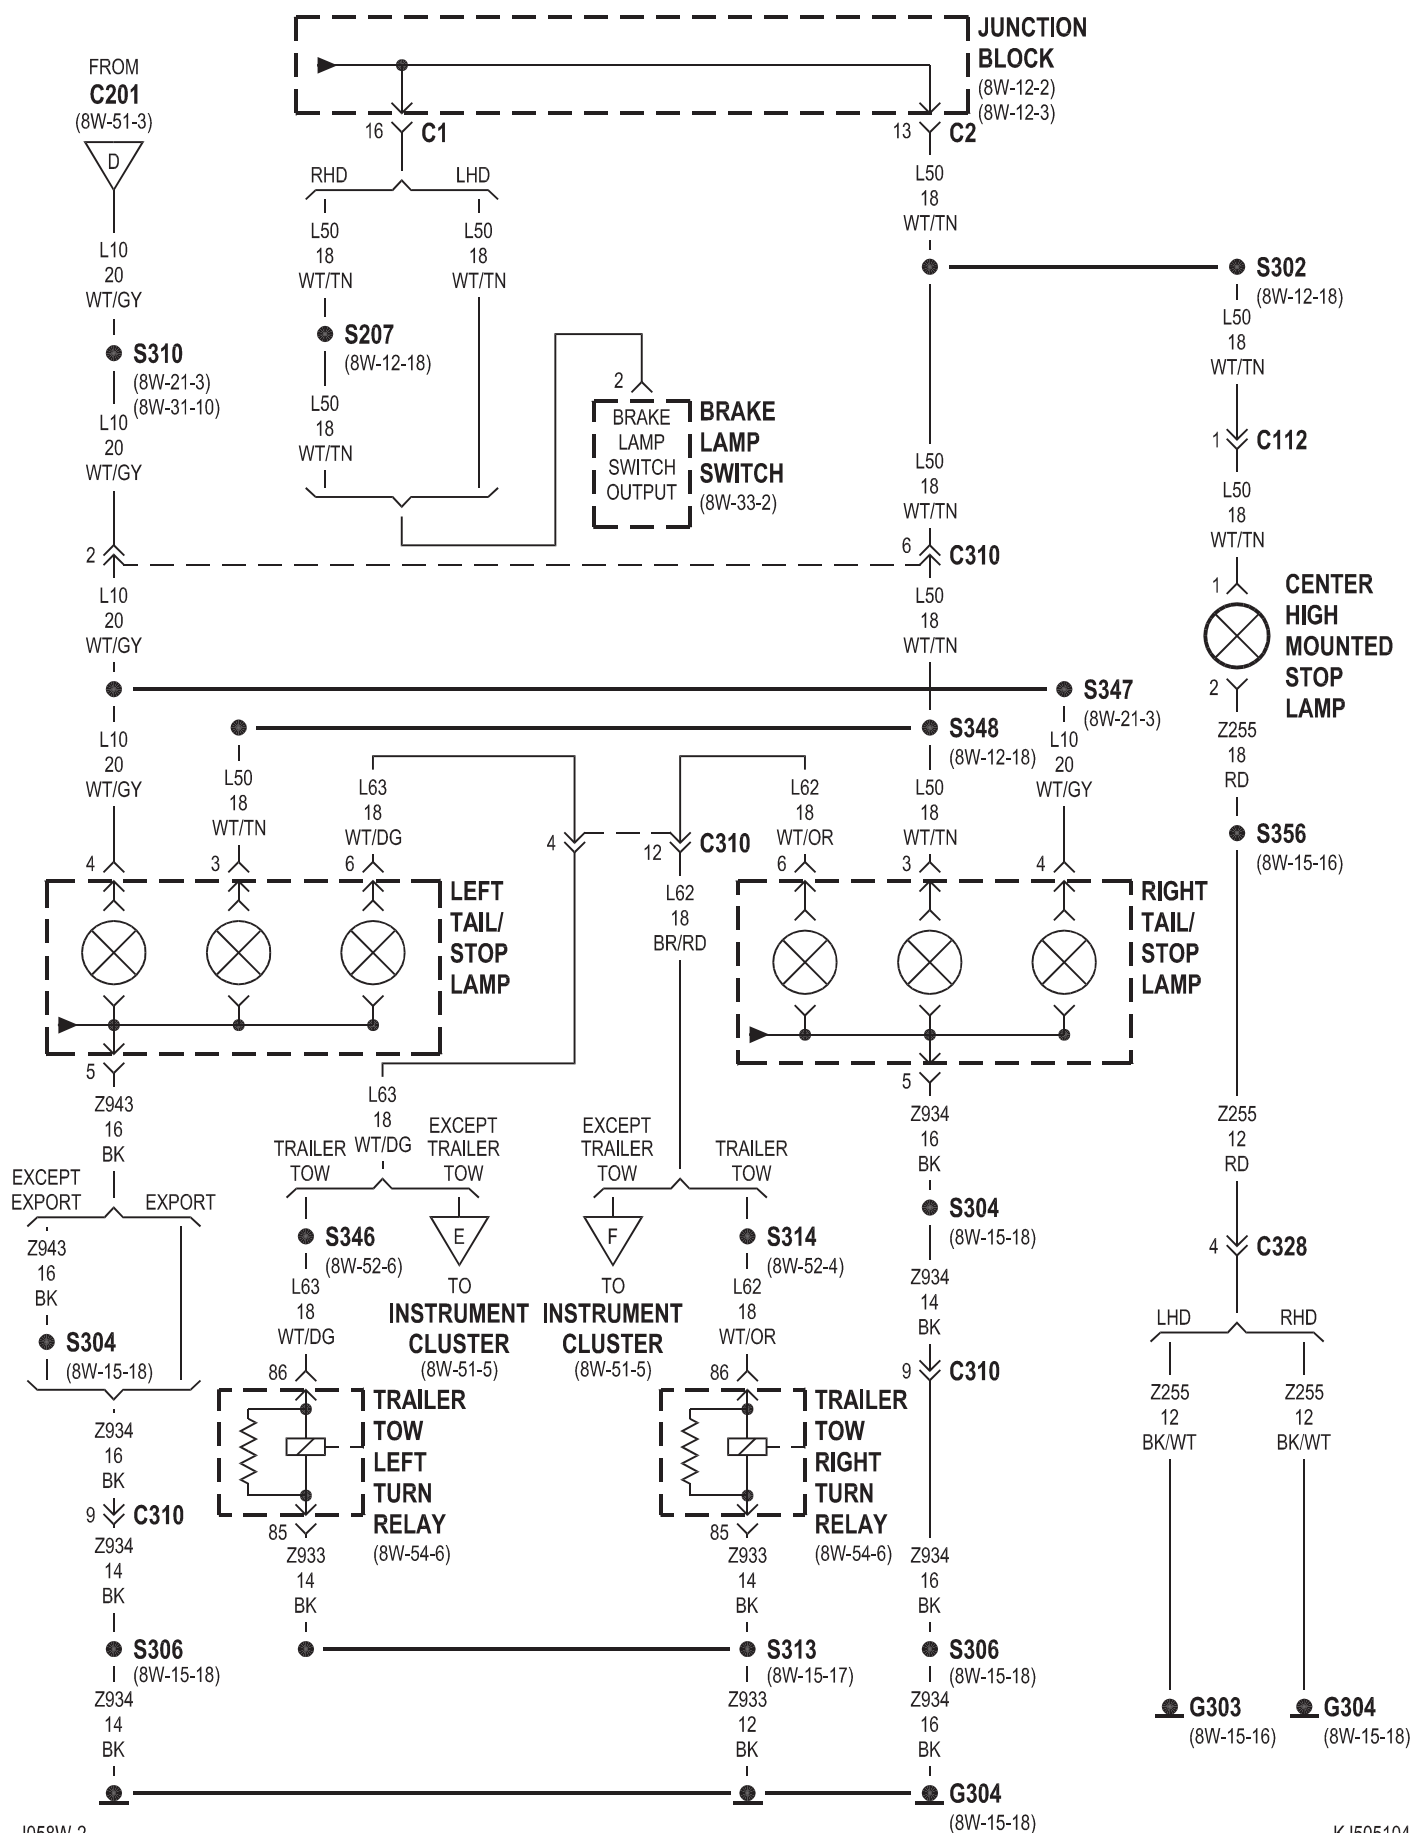 JUNCTION
BLOCK
(8W-12-2)
(8W-12-3)
FROM
C201
(8W-51-3)
D
16
C1
13
C2
RHD
LHD
L50
18
WT/TN
L50
18
WT/TN
L50
18
WT/TN
L10
20
WT/GY
S302
(8W-12-18)
S207
(8W-12-18)
L50
18
WT/TN
S310
(8W-21-3)
(8W-31-10)
2
BRAKE
LAMP
SWITCH
OUTPUT
BRAKE
LAMP
SWITCH
(8W-33-2)
L10
20
WT/GY
L50
18
WT/TN
1
C112
L50
18
WT/TN
L50
18
WT/TN
2
6
C310
1
CENTER
HIGH
MOUNTED
STOP
LAMP
L10
20
WT/GY
L50
18
WT/TN
2
S347
(8W-21-3)
S348
(8W-12-18)
Z255
18
RD
L10
20
WT/GY
L50
18
WT/TN
L63
18
WT/DG
L62
18
WT/OR
L50
18
WT/TN
L10
20
WT/GY
S356
(8W-15-16)
4
12
C310
4
3
6
6
3
4
LEFT
TAIL/
STOP
LAMP
L62
18
BR/RD
RIGHT
TAIL/
STOP
LAMP
5
5
Z943
16
BK
L63
18
WT/DG
Z934
16
BK
Z255
12
RD
EXCEPT
EXPORT
EXPORT
TRAILER
TOW
EXCEPT
TRAILER
TOW
EXCEPT
TRAILER
TOW
TRAILER
TOW
S304
(8W-15-18)
Z943
16
BK
S346
(8W-52-6)
E
F
S314
(8W-52-4)
4
C328
L63
18
WT/DG
TO
INSTRUMENT
CLUSTER
(8W-51-5)
TO
INSTRUMENT
CLUSTER
(8W-51-5)
L62
18
WT/OR
Z934
14
BK
LHD
RHD
S304
(8W-15-18)
86
86
9
C310
TRAILER
TOW
LEFT
TURN
RELAY
(8W-54-6)
TRAILER
TOW
RIGHT
TURN
RELAY
(8W-54-6)
Z255
12
BK/WT
Z255
12
BK/WT
Z934
16
BK
9
C310
85
85
Z934
14
BK
Z933
14
BK
Z933
14
BK
Z934
16
BK
S306
(8W-15-18)
S313
(8W-15-17)
S306
(8W-15-18)
Z934
14
BK
Z933
12
BK
Z934
16
BK
G303
(8W-15-16)
G304
(8W-15-18)
G304
(8W-15-18)